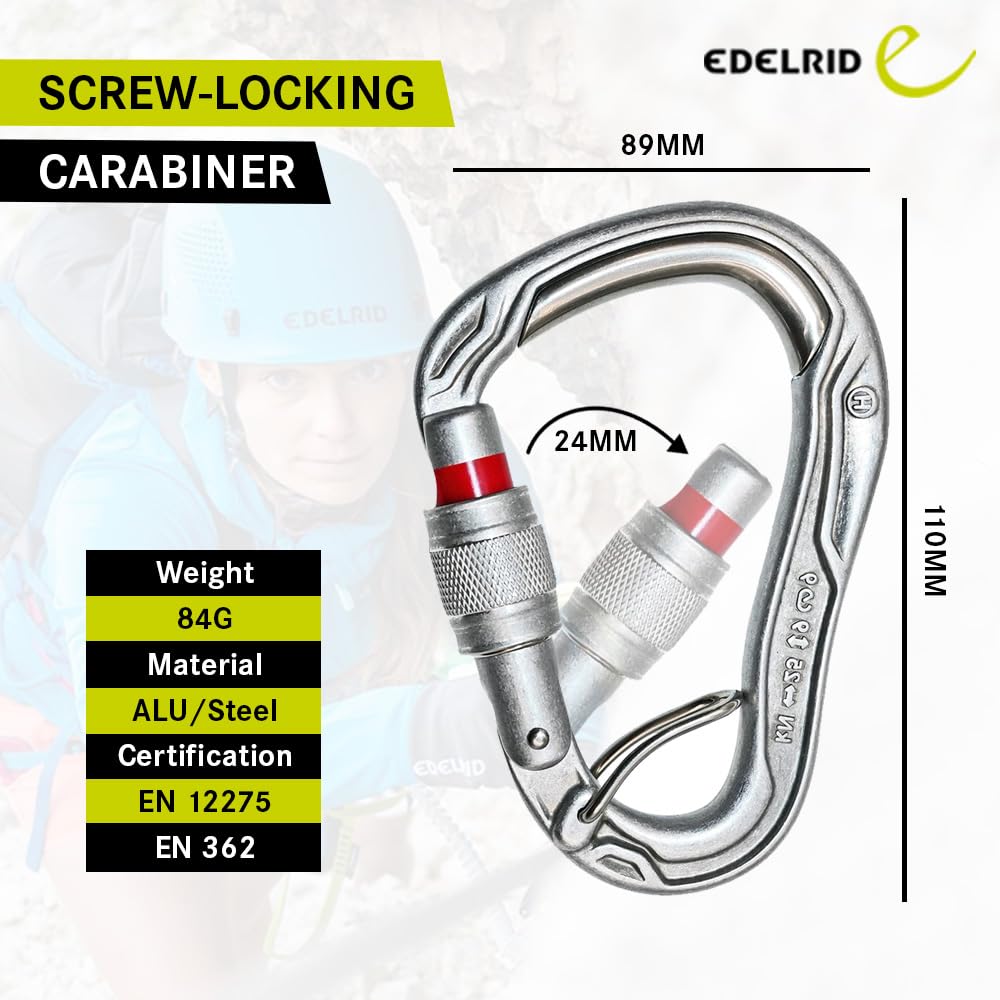 EDELRID e
SCREW-LOCKING
CARABINER
89MM
EDELRID
H
24MM
110MM
Weight
84G
Material
ALU/Steel
Certification
EN 12275
EN 362
EDELRID
kN